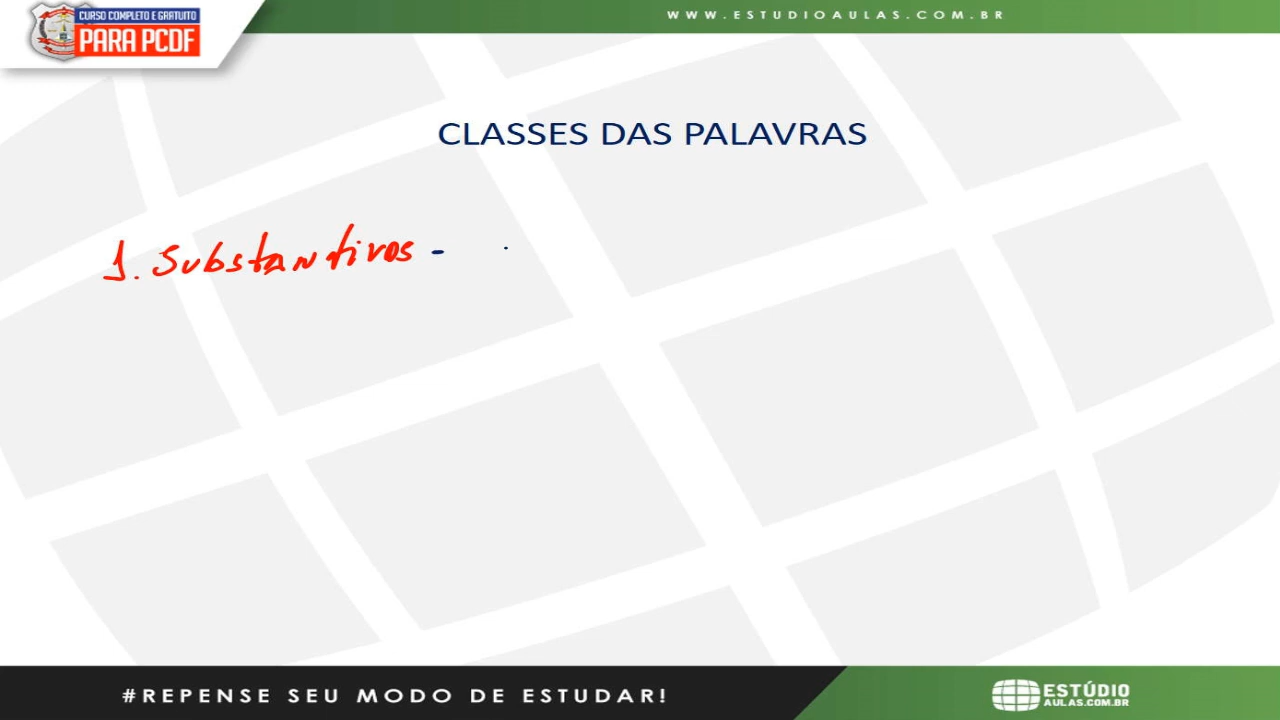 CURSO COMPLETO E GRATUITO
PARA PCDF
WWW.ESTUDIOAULAS.COM.BR
CLASSES DAS PALAVRAS
1. Substantivos -
#REPENSE SEU MODO DE ESTUDAR!
ESTÚDIO
AULAS.COM.BR